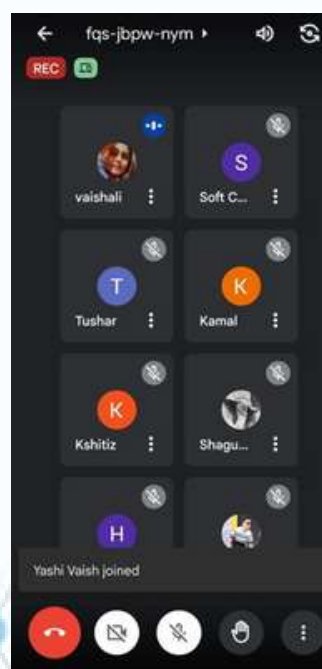 fqs-jbpw-nym
REC
vaishali
S
Soft C...
T
Tushar
K
Kamal
K
Kshitiz
Shagu...
H
Yashi Vaish joined